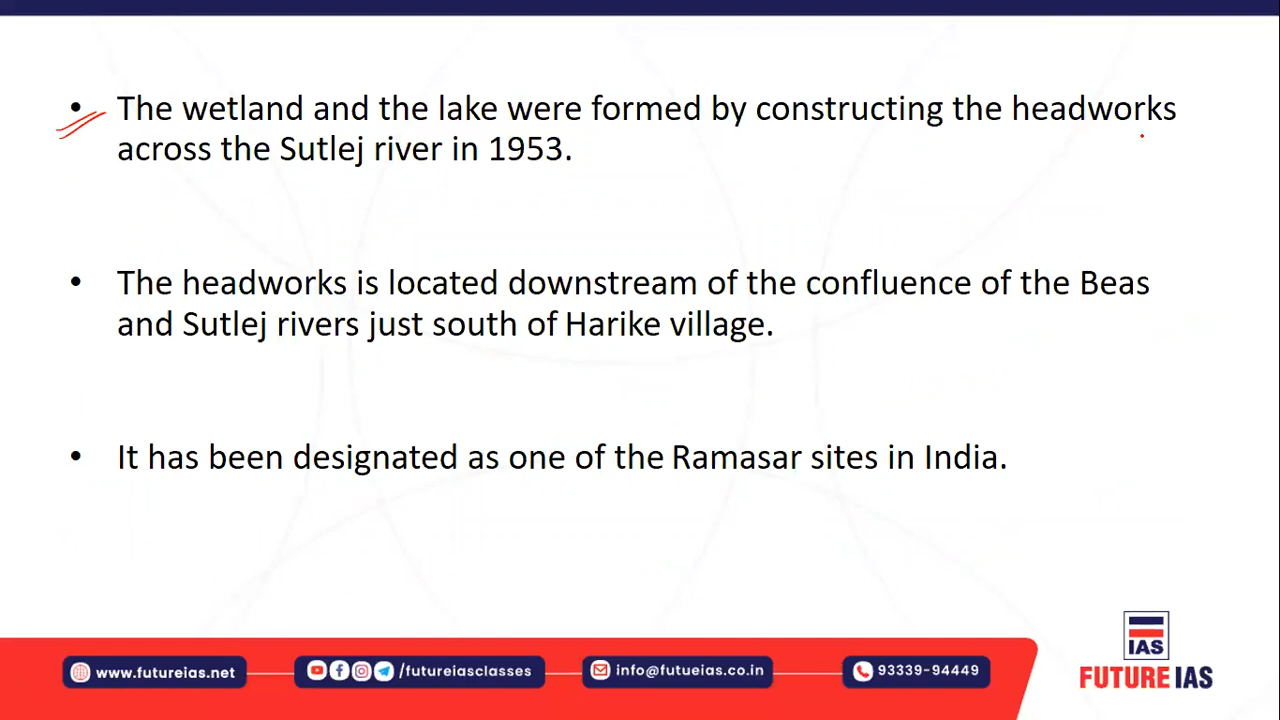 • The wetland and the lake were formed by constructing the headworks
across the Sutlej river in 1953.
• The headworks is located downstream of the confluence of the Beas
and Sutlej rivers just south of Harike village.
• It has been designated as one of the Ramasar sites in India.
IAS
FUTURE IAS
www.futureias.net
/futureiasclasses
info@futueias.co.in
93339-94449